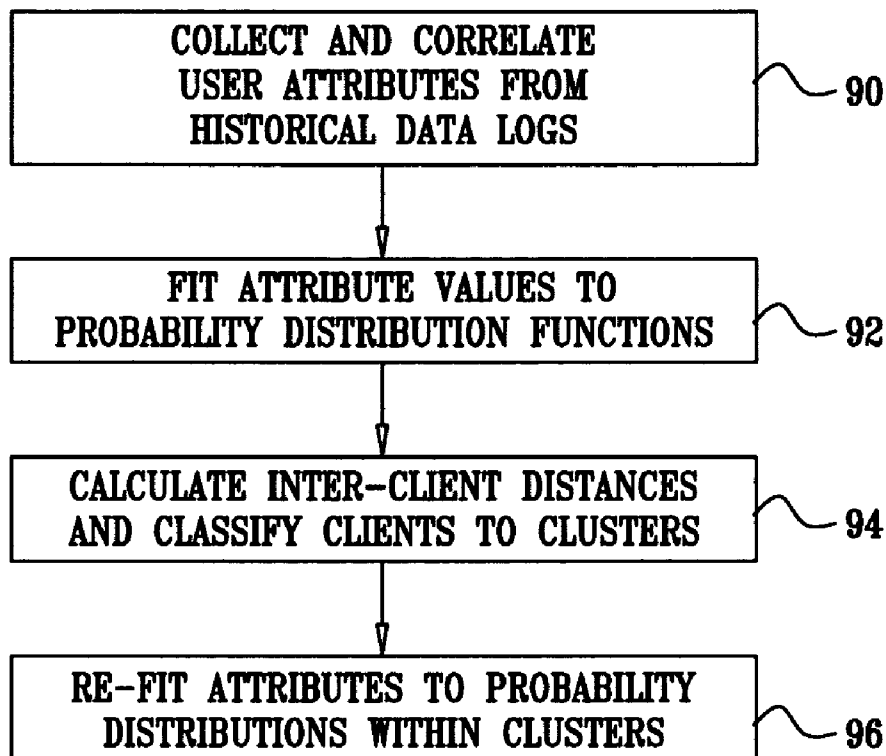 COLLECT AND CORRELATE
USER ATTRIBUTES FROM
HISTORICAL DATA LOGS
90
FIT ATTRIBUTE VALUES TO
PROBABILITY DISTRIBUTION FUNCTIONS
92
CALCULATE INTER-CLIENT DISTANCES
AND CLASSIFY CLIENTS TO CLUSTERS
94
RE-FIT ATTRIBUTES TO PROBABILITY
DISTRIBUTIONS WITHIN CLUSTERS
96